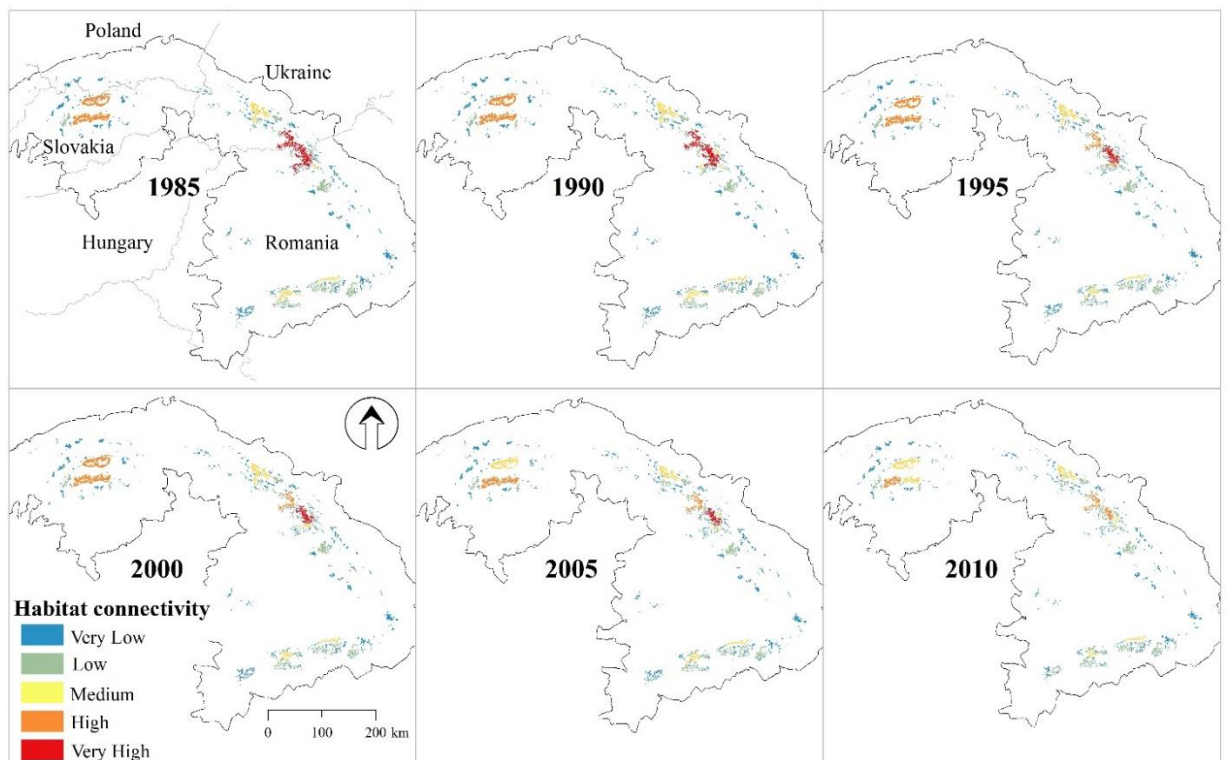 Poland
Ukraine
Slovakia
1985
1990
1995
Hungary
Romania
2000
2005
2010
Habitat connectivity
Very Low
Low
Medium
High
Very High
0 100 200 km